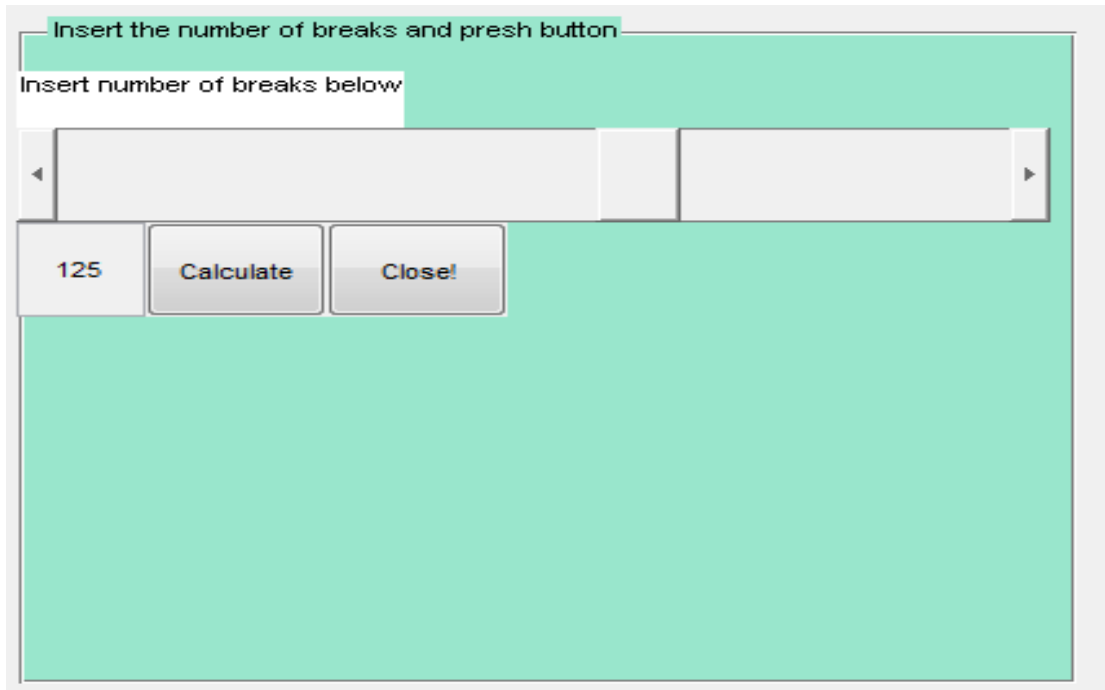 Insert the number of breaks and presh button
Insert number of breaks below
125 Calculate Close!